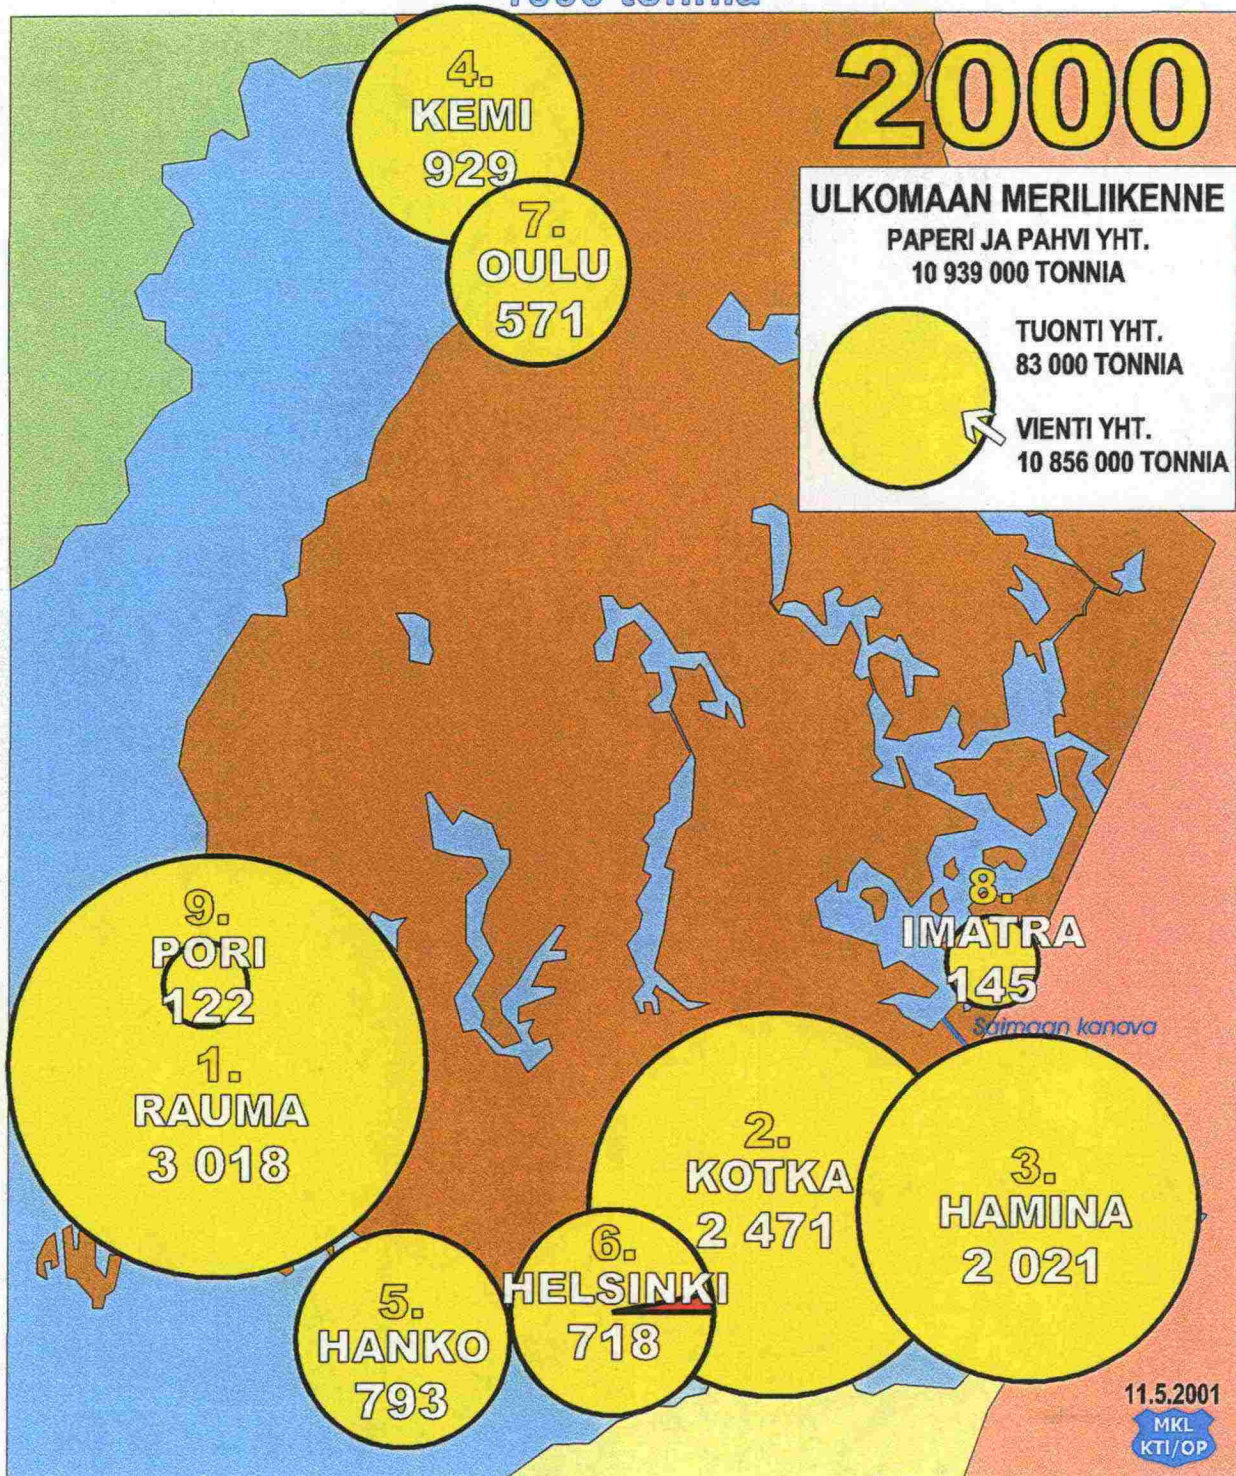 1000 tonnia
2000
4.
KEMI
929
7.
OULU
571
ULKOMAAN MERILIIKENNE
PAPERI JA PAHVI YHT.
10 939 000 TONNIA
TUONTI YHT.
83 000 TONNIA
VIENTI YHT.
10 856 000 TONNIA
9.
PORI
122
1.
RAUMA
3 018
8.
IMATRA
145
Saimaan kanava
2.
KOTKA
2 471
3.
HAMINA
2 021
6.
HELSINKI
718
5.
HANKO
793
11.5.2001
MKL
KTI/OP